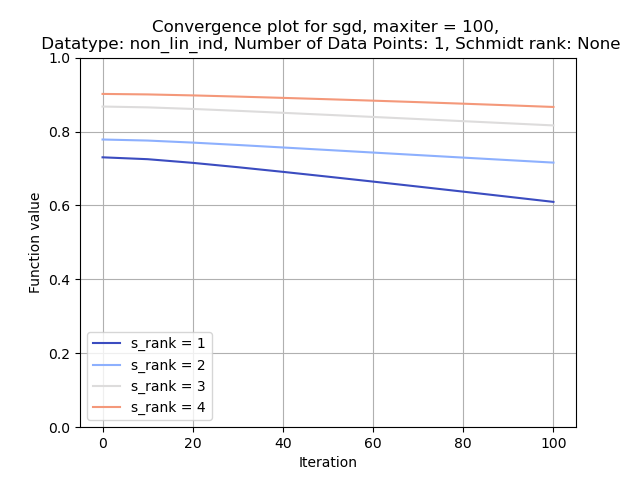 Convergence plot for sgd, maxiter = 100,
Datatype: non_lin_ind, Number of Data Points: 1, Schmidt rank: None
1.0
0.8
0.6
0.4
0.2
0.0
Function value
s_rank = 1
s_rank = 2
s_rank = 3
s_rank = 4
0 20 40 60 80 100
Iteration